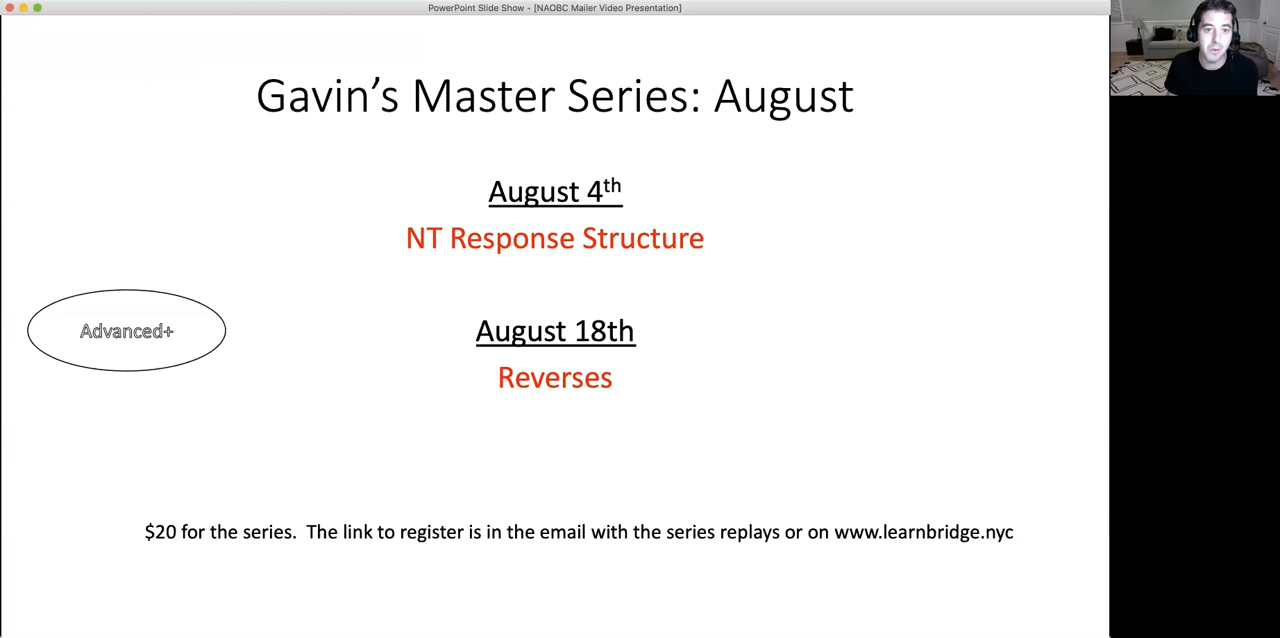 PowerPoint Slide Show - [NAOBC Mailer Video Presentation]
Gavin's Master Series: August
August 4th
NT Response Structure
Advanced+
August 18th
Reverses
$20 for the series.  The link to register is in the email with the series replays or on www.learnbridge.nyc